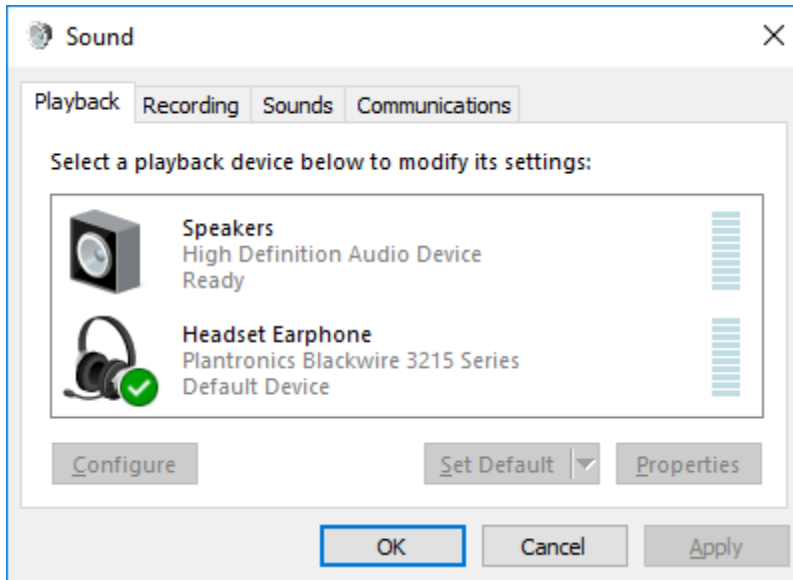 Sound
Playback Recording Sounds Communications
Select a playback device below to modify its settings:
Speakers
High Definition Audio Device
Ready
Headset Earphone
Plantronics Blackwire 3215 Series
Default Device
Configure Set Default Properties
OK Cancel Apply